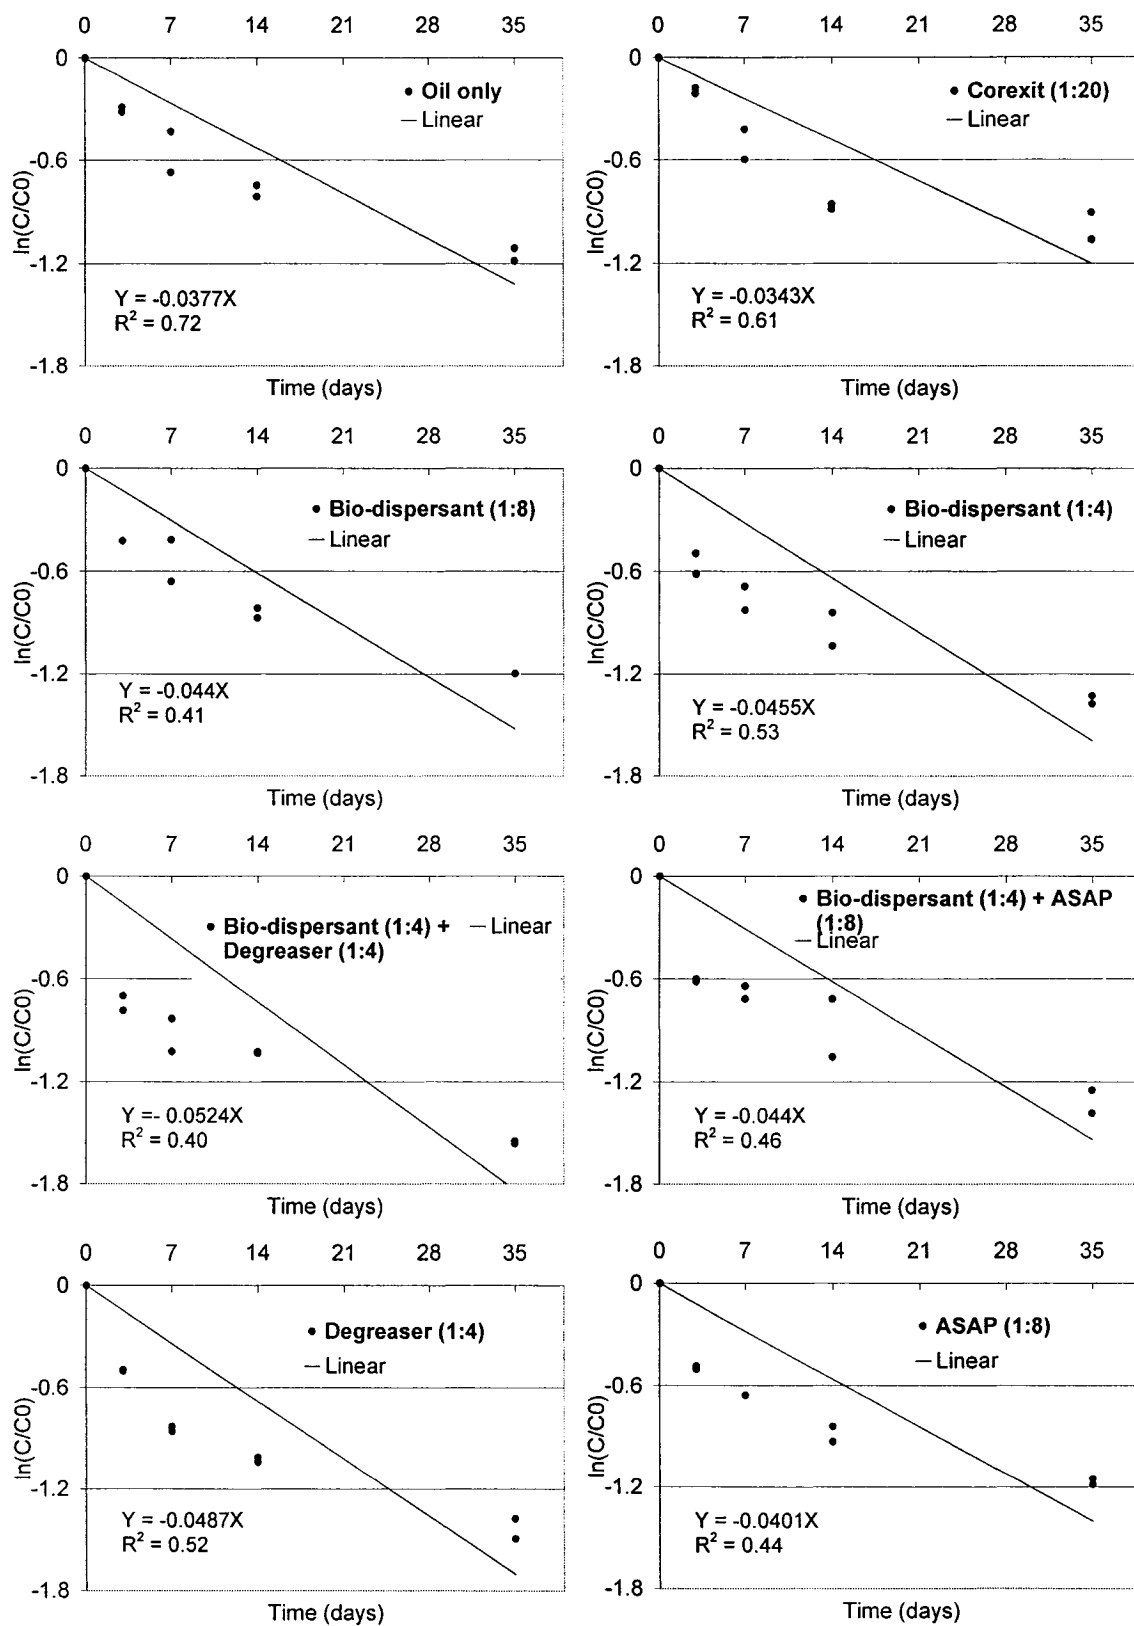 0 7 14 21 28 35
0
-0.6
-1.2
-1.8
ln(C/C0)
• Oil only
— Linear
Y = -0.0377X
R² = 0.72
Time (days)
0 7 14 21 28 35
0
-0.6
-1.2
-1.8
ln(C/C0)
• Corexit (1:20)
— Linear
Y = -0.0343X
R² = 0.61
Time (days)
0 7 14 21 28 35
0
-0.6
-1.2
-1.8
ln(C/C0)
• Bio-dispersant (1:8)
— Linear
Y = -0.044X
R² = 0.41
Time (days)
0 7 14 21 28 35
0
-0.6
-1.2
-1.8
ln(C/C0)
• Bio-dispersant (1:4)
— Linear
Y = -0.0455X
R² = 0.53
Time (days)
0 7 14 21 28 35
0
-0.6
-1.2
-1.8
ln(C/C0)
• Bio-dispersant (1:4) + — Linear
Degreaser (1:4)
Y =- 0.0524X
R² = 0.40
Time (days)
0 7 14 21 28 35
0
-0.6
-1.2
-1.8
ln(C/C0)
• Bio-dispersant (1:4) + ASAP
(1:8)
— Linear
Y = -0.044X
R² = 0.46
Time (days)
0 7 14 21 28 35
0
-0.6
-1.2
-1.8
ln(C/C0)
• Degreaser (1:4)
— Linear
Y = -0.0487X
R² = 0.52
Time (days)
0 7 14 21 28 35
0
-0.6
-1.2
-1.8
ln(C/C0)
• ASAP (1:8)
— Linear
Y = -0.0401X
R² = 0.44
Time (days)